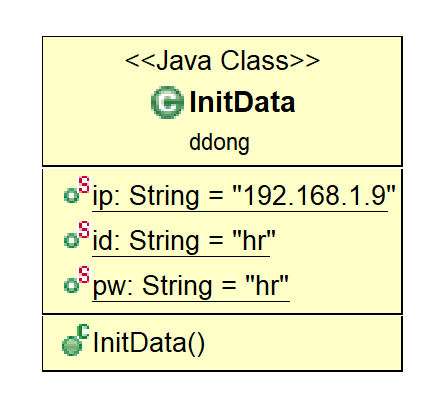 <<Java Class>>
C InitData
ddong
S ip: String = "192.168.1.9"
S id: String = "hr"
S pw: String = "hr"
C InitData()